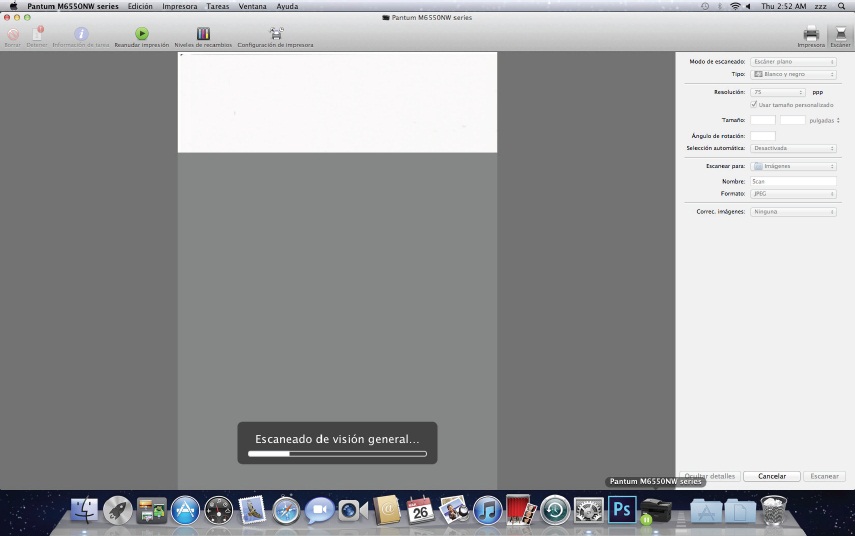 Pantum M6550NW series Edición Impresora Tareas Ventana Ayuda Thu 2:52 AM zzz
Pantum M6550NW series
Borrar Detener Información de tarea Reanudar impresión Niveles de recambios Configuración de impresora Impresora Escáner
Modo de escaneado: Escáner plano
Tipo: Blanco y negro
Resolución: 75 ppp
Usar tamaño personalizado
Tamaño: pulgadas
Ángulo de rotación:
Selección automática: Desactivada
Escanear para: Imágenes
Nombre: Scan
Formato: JPEG
Correc. imágenes: Ninguna
Escaneado de visión general...
Ocultar detalles Cancelar Escanear
Pantum M6550NW series
26
Ps